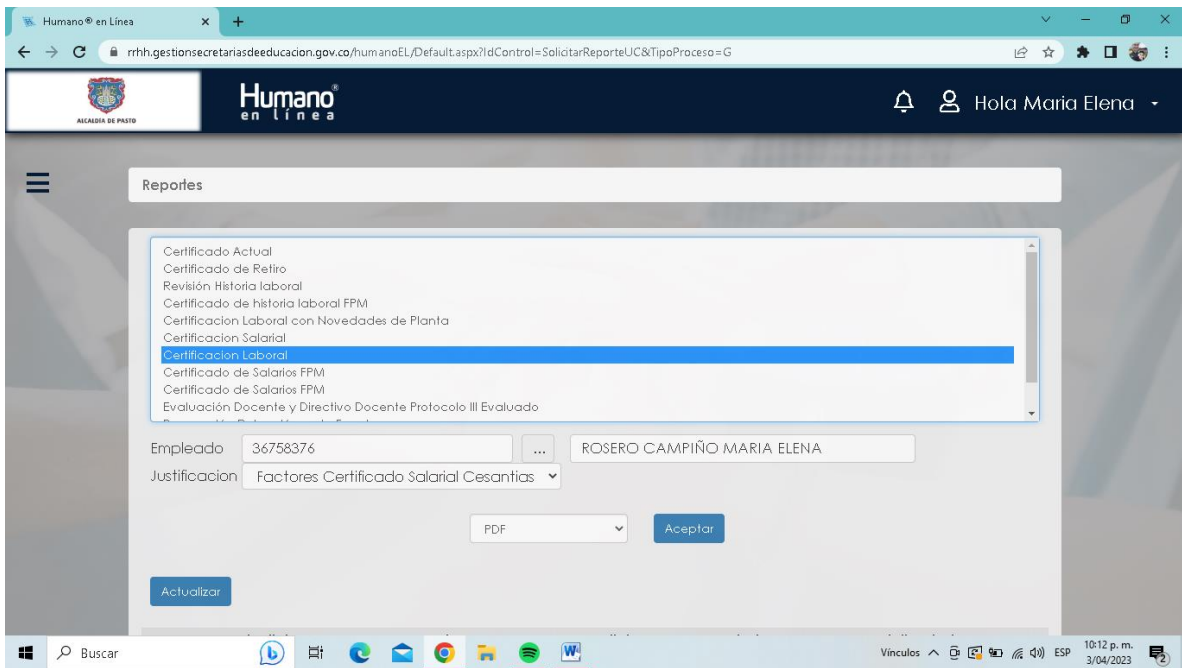 Humano® en Línea
rrhh.gestionsecretariasdeeducacion.gov.co/humanoEL/Default.aspx?IdControl=SolicitarReporteUC&TipoProceso=G
ALCALDIA DE PASTO
Humano®
en línea
Hola Maria Elena
Reportes
Certificado Actual
Certificado de Retiro
Revisión Historia laboral
Certificado de historia laboral FPM
Certificacion Laboral con Novedades de Planta
Certificacion Salarial
Certificacion Laboral
Certificado de Salarios FPM
Certificado de Salarios FPM
Evaluación Docente y Directivo Docente Protocolo III Evaluado
Empleado 36758376 ... ROSERO CAMPIÑO MARIA ELENA
Justificacion Factores Certificado Salarial Cesantias
PDF Aceptar
Actualizar
Buscar
Vínculos ESP 10:12 p. m.
3/04/2023